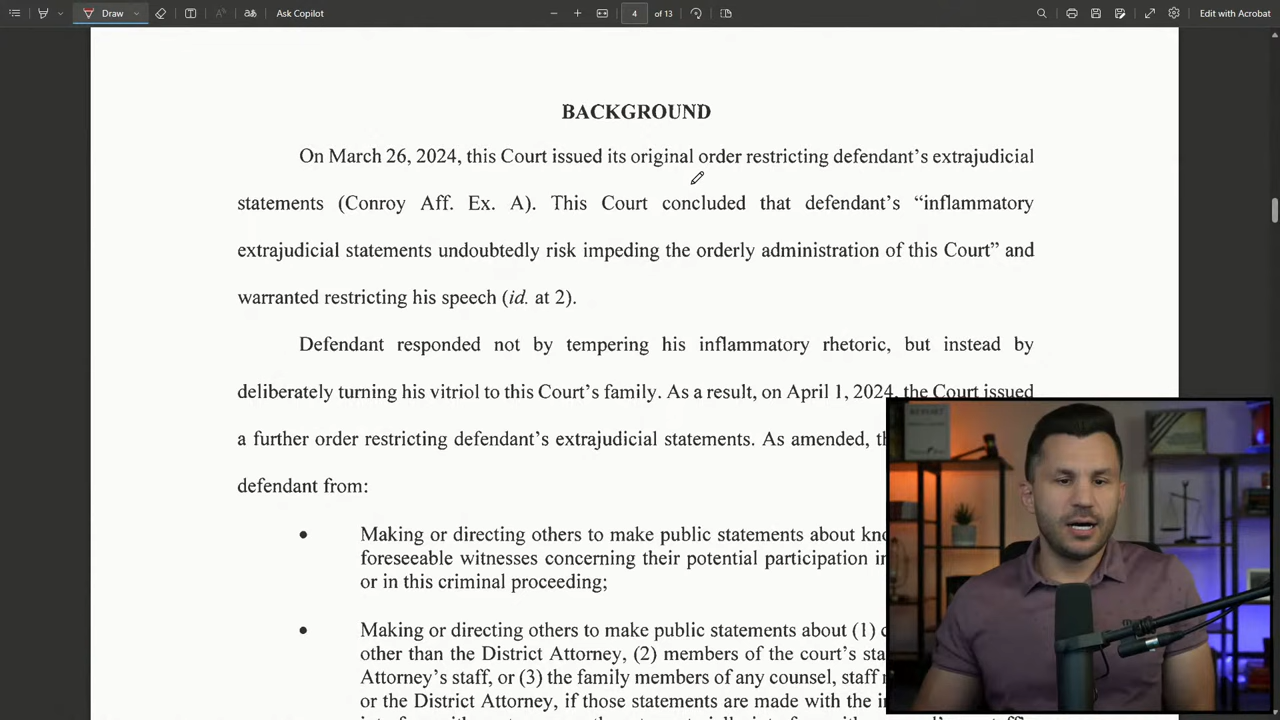 Draw
Ask Copilot
4 of 13
Edit with Acrobat
BACKGROUND
On March 26, 2024, this Court issued its original order restricting defendant’s extrajudicial
statements (Conroy Aff. Ex. A). This Court concluded that defendant’s “inflammatory
extrajudicial statements undoubtedly risk impeding the orderly administration of this Court” and
warranted restricting his speech (id. at 2).
Defendant responded not by tempering his inflammatory rhetoric, but instead by
deliberately turning his vitriol to this Court’s family. As a result, on April 1, 2024, the Court issued
a further order restricting defendant’s extrajudicial statements. As amended,
defendant from:
• Making or directing others to make public statements about
foreseeable witnesses concerning their potential participation
or in this criminal proceeding;
• Making or directing others to make public statements about (1)
other than the District Attorney, (2) members of the court’s
Attorney’s staff, or (3) the family members of any counsel, staff
or the District Attorney, if those statements are made with the